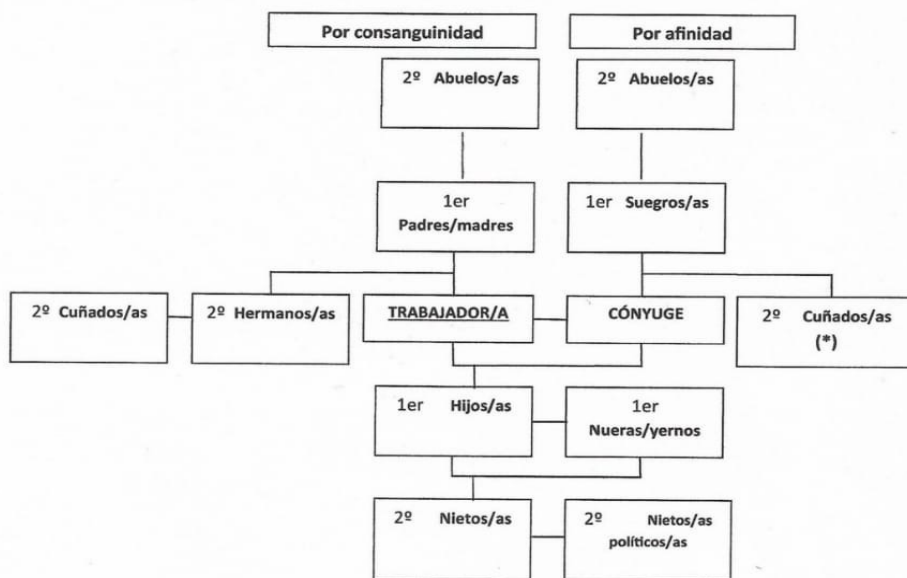 Por consanguinidad
Por afinidad
2º Abuelos/as
2º Abuelos/as
1er
Padres/madres
1er Suegros/as
2º Cuñados/as
2º Hermanos/as
TRABAJADOR/A
CÓNYUGE
2º Cuñados/as
(*)
1er Hijos/as
1er
Nueras/yernos
2º Nietos/as
2º Nietos/as
políticos/as